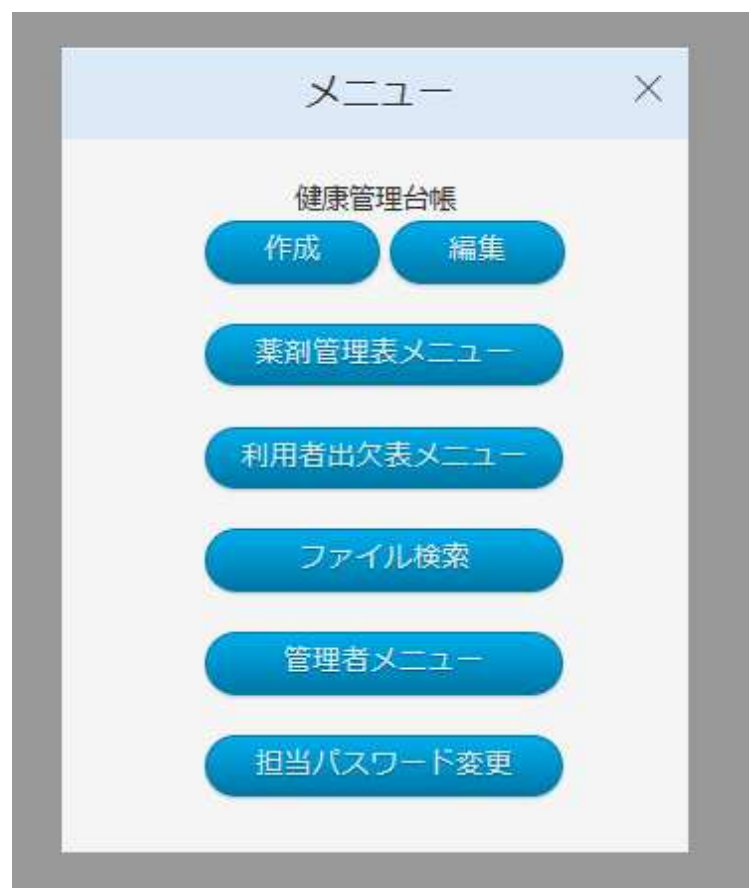 メニュー ×
健康管理台帳
作成 編集
薬剤管理表メニュー
利用者出欠表メニュー
ファイル検索
管理者メニュー
担当パスワード変更